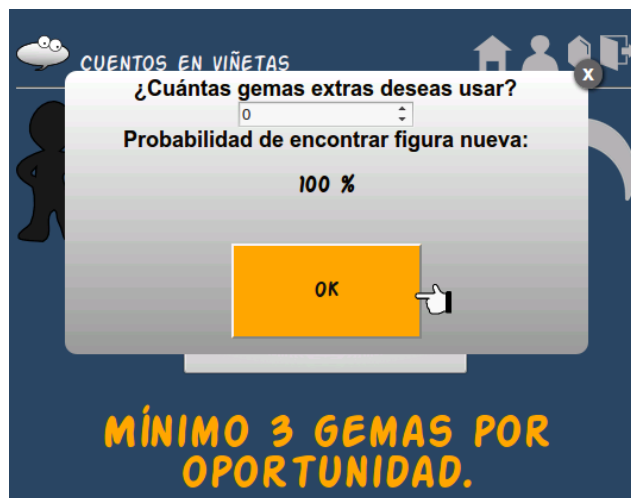 CUENTOS EN VIÑETAS
X
¿Cuántas gemas extras deseas usar?
0
Probabilidad de encontrar figura nueva:
100 %
OK
MÍNIMO 3 GEMAS POR
OPORTUNIDAD.